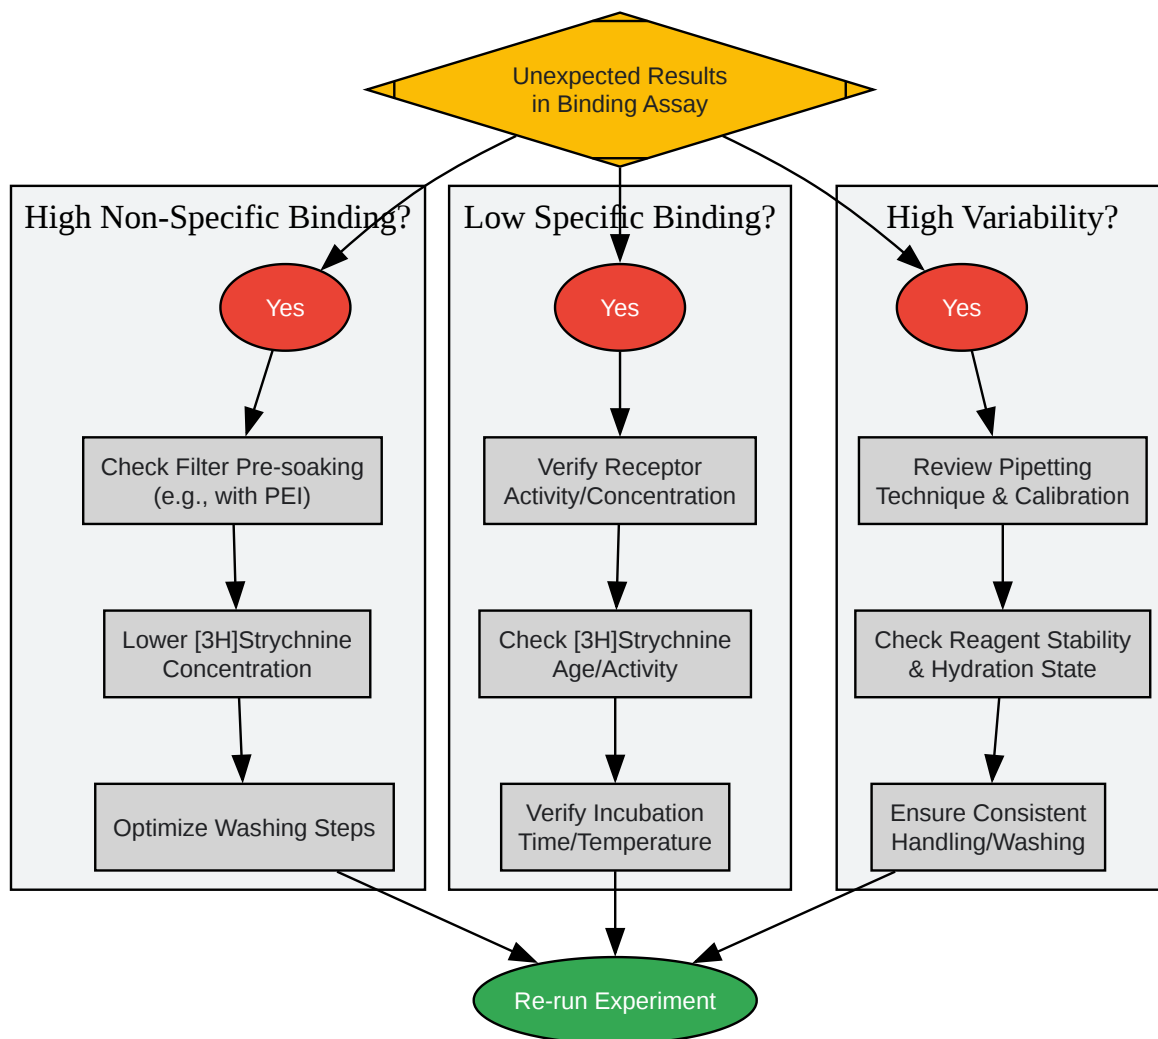 Unexpected Results
in Binding Assay
High Non-Specific Binding?
Yes
Check Filter Pre-soaking
(e.g., with PEI)
Lower [3H]Strychnine
Concentration
Optimize Washing Steps
Low Specific Binding?
Yes
Verify Receptor
Activity/Concentration
Check [3H]Strychnine
Age/Activity
Verify Incubation
Time/Temperature
High Variability?
Yes
Review Pipetting
Technique & Calibration
Check Reagent Stability
& Hydration State
Ensure Consistent
Handling/Washing
Re-run Experiment